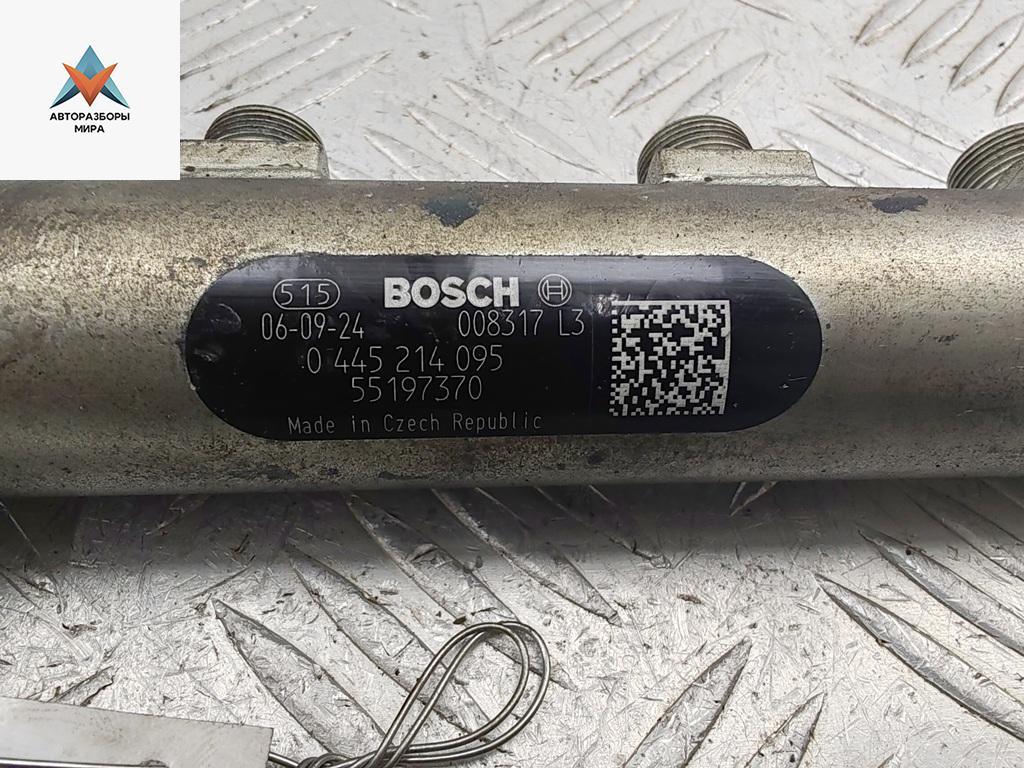 АВТОРАЗБОРЫ
МИРА
515 BOSCH
06-09-24 008317 L3
0 445 214 095
55197370
Made in Czech Republic